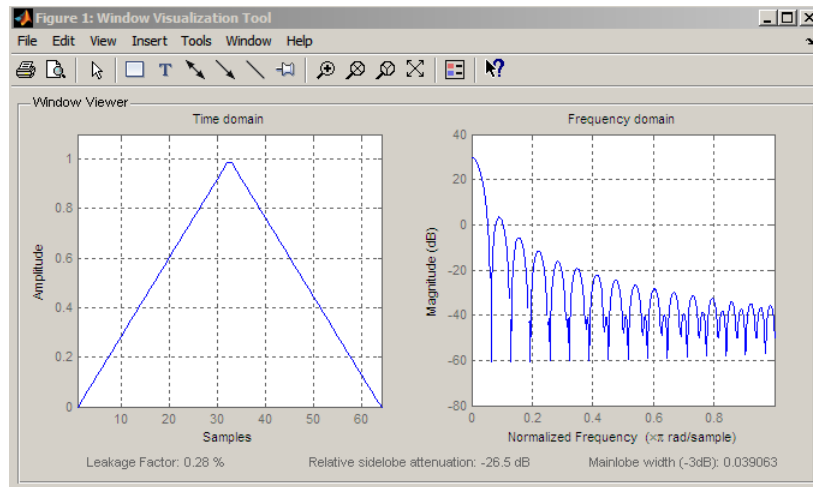 Figure 1: Window Visualization Tool
File Edit View Insert Tools Window Help
T
Window Viewer
Time domain
1
0.8
0.6
0.4
0.2
0
Amplitude
10 20 30 40 50 60
Samples
Frequency domain
40
20
0
-20
-40
-60
-80
Magnitude (dB)
0 0.2 0.4 0.6 0.8
Normalized Frequency (×π rad/sample)
Leakage Factor: 0.28 % Relative sidelobe attenuation: -26.5 dB Mainlobe width (-3dB): 0.039063